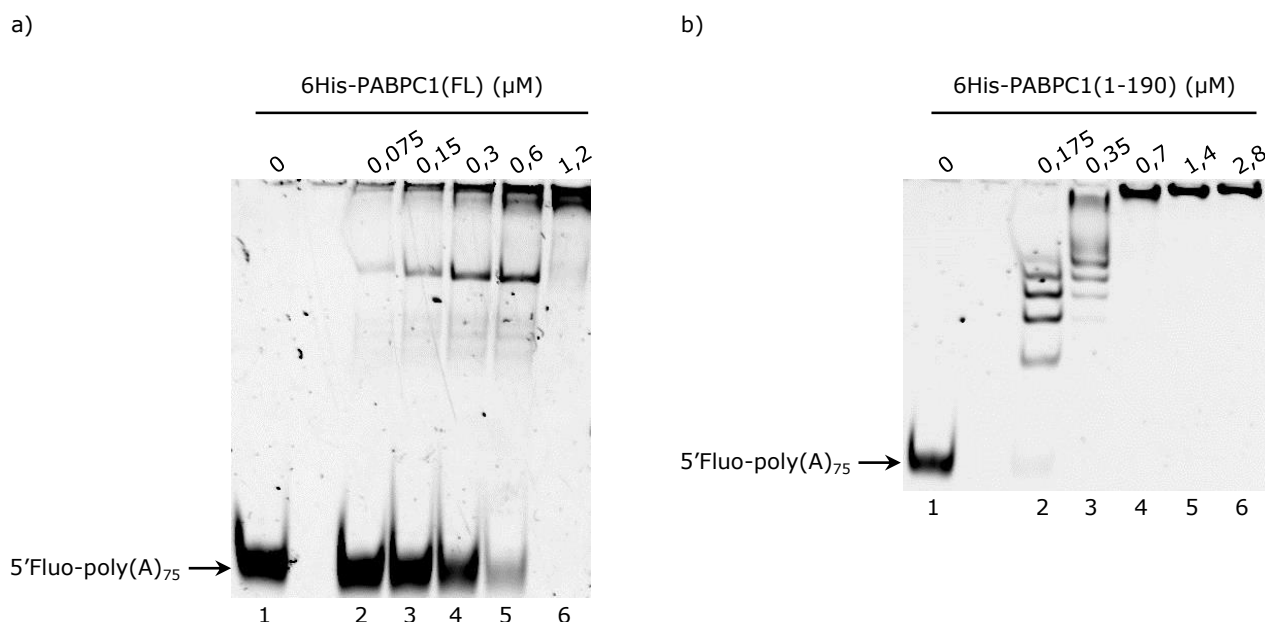 a)
6His-PABPC1(FL) (µM)
0 0,075 0,15 0,3 0,6 1,2
5’Fluo-poly(A)75
1 2 3 4 5 6
b)
6His-PABPC1(1-190) (µM)
0 0,175 0,35 0,7 1,4 2,8
5’Fluo-poly(A)75
1 2 3 4 5 6